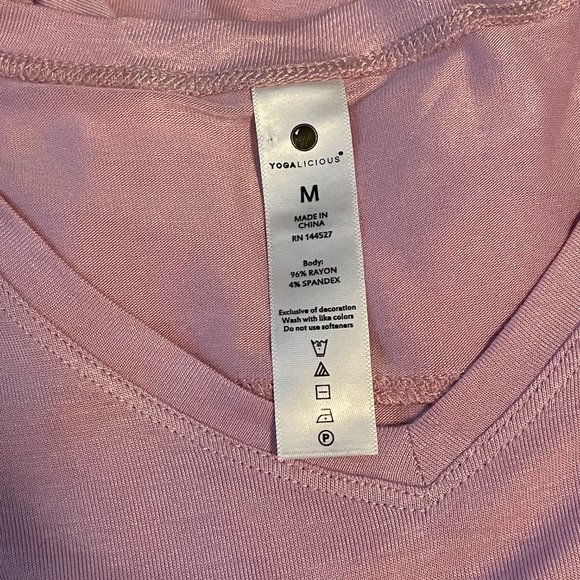 YOGALICIOUS®
M
MADE IN
CHINA
RN 144527
Body:
96% RAYON
4% SPANDEX
Exclusive of decoration
Wash with like colors
Do not use softeners
P